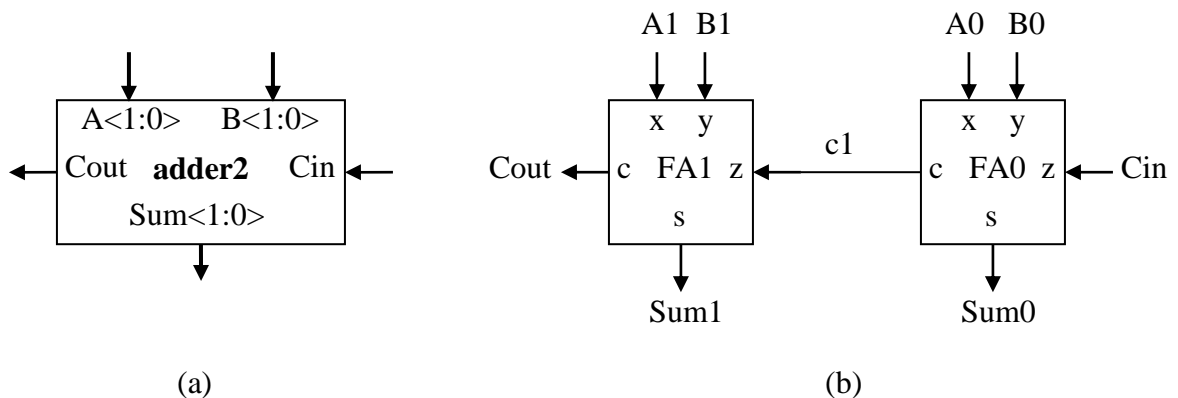 A<1:0> B<1:0>
Cout adder2 Cin
Sum<1:0>
(a)
A1 B1 A0 B0
x y x y
c1
Cout c FA1 z c FA0 z Cin
s s
Sum1 Sum0
(b)